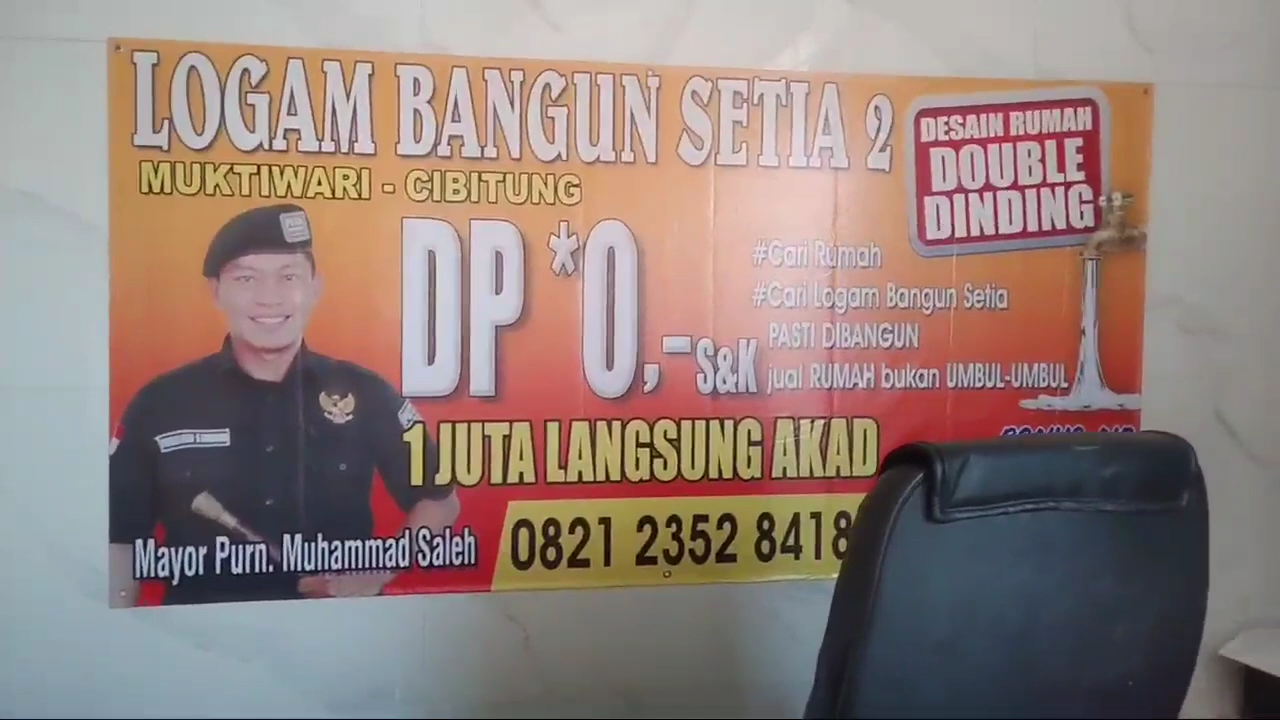 LOGAM BANGUN SETIA 2
MUKTIWARI - CIBITUNG
DESAIN RUMAH
DOUBLE
DINDING
DP *0,- S&K
#Cari Rumah
#Cari Logam Bangun Setia
PASTI DIBANGUN
jual RUMAH bukan UMBUL-UMBUL
1 JUTA LANGSUNG AKAD
0821 2352 8418
Mayor Purn. Muhammad Saleh